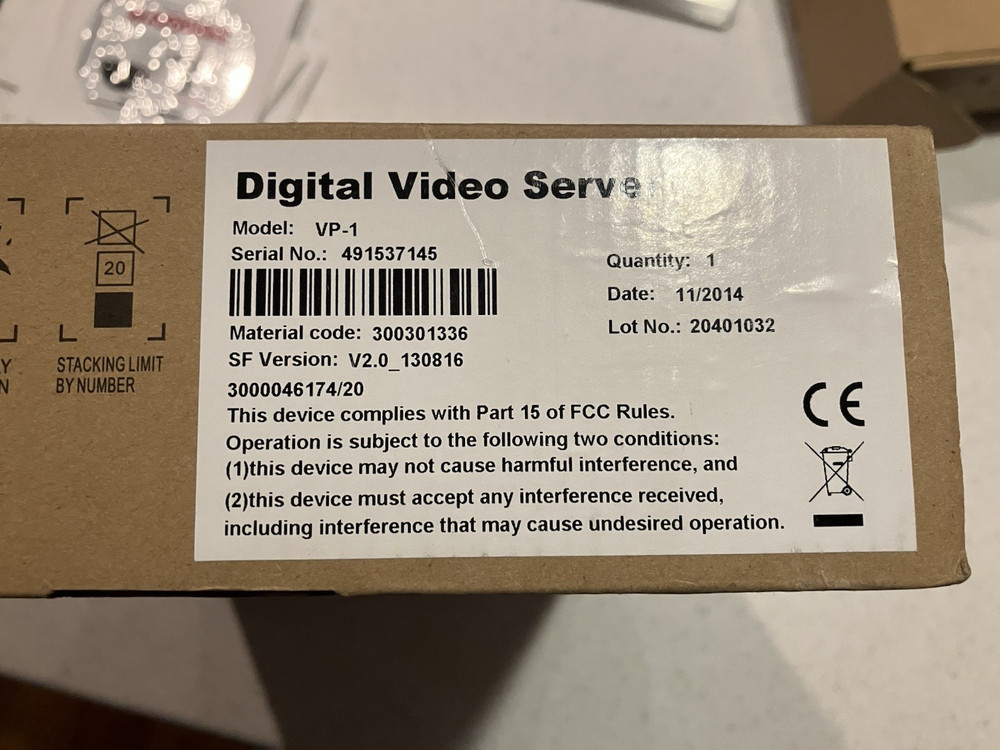 Digital Video Serve
Model: VP-1
Serial No.: 491537145
Quantity: 1
Date: 11/2014
Lot No.: 20401032
Material code: 300301336
SF Version: V2.0_130816
3000046174/20
This device complies with Part 15 of FCC Rules.
Operation is subject to the following two conditions:
(1)this device may not cause harmful interference, and
(2)this device must accept any interference received,
including interference that may cause undesired operation.
CE
20
STACKING LIMIT
BY NUMBER